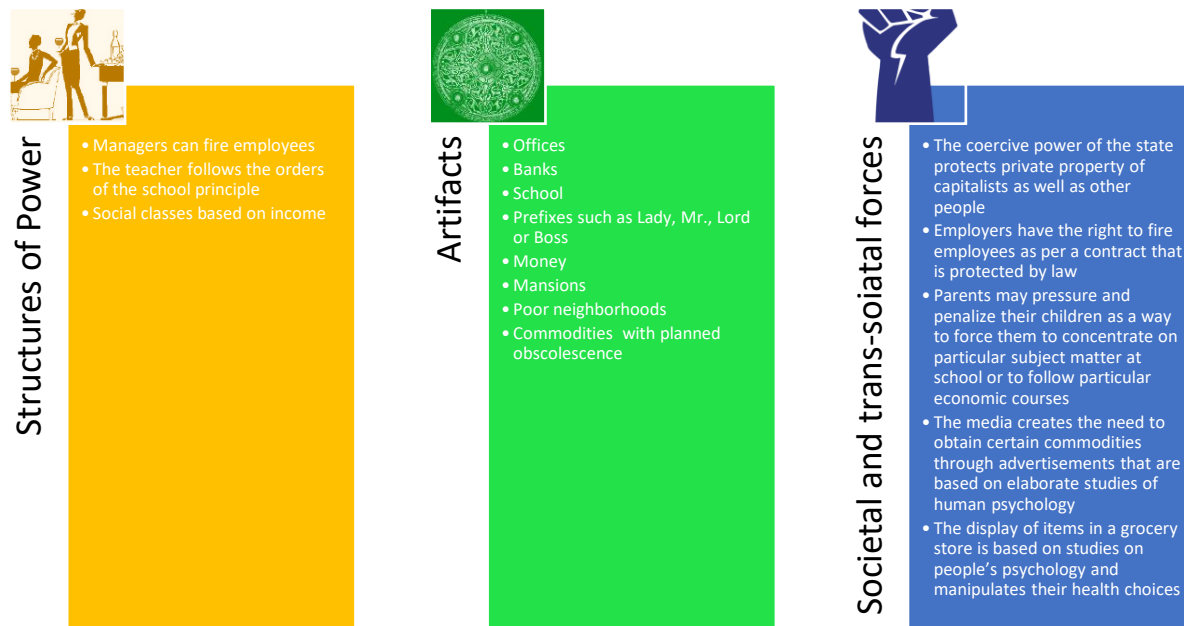 Structures of Power
• Managers can fire employees
• The teacher follows the orders
of the school principle
• Social classes based on income
Artifacts
• Offices
• Banks
• School
• Prefixes such as Lady, Mr., Lord
or Boss
• Money
• Mansions
• Poor neighborhoods
• Commodities with planned
obscolescence
Societal and trans-soiatal forces
• The coercive power of the state
protects private property of
capitalists as well as other
people
• Employers have the right to fire
employees as per a contract that
is protected by law
• Parents may pressure and
penalize their children as a way
to force them to concentrate on
particular subject matter at
school or to follow particular
economic courses
• The media creates the need to
obtain certain commodities
through advertisements that are
based on elaborate studies of
human psychology
• The display of items in a grocery
store is based on studies on
people’s psychology and
manipulates their health choices